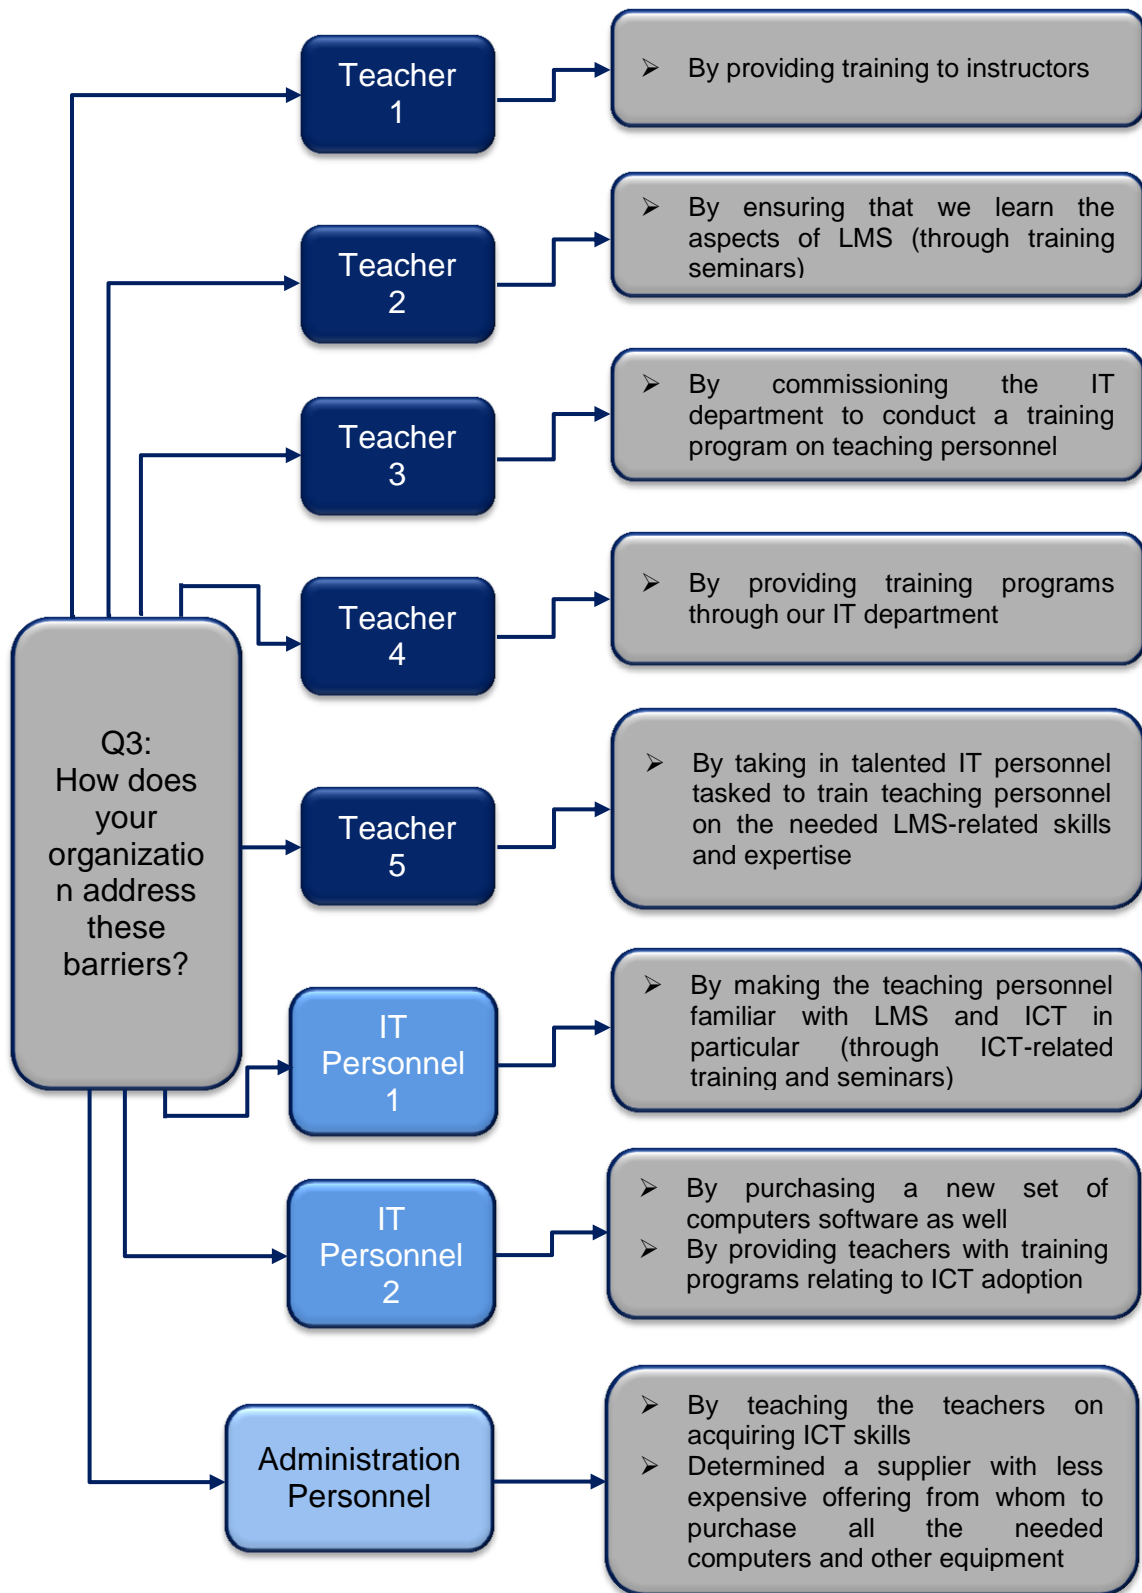 Teacher
1
➢ By providing training to instructors
Teacher
2
➢ By ensuring that we learn the
aspects of LMS (through training
seminars)
Teacher
3
➢ By commissioning the IT
department to conduct a training
program on teaching personnel
Teacher
4
➢ By providing training programs
through our IT department
Q3:
How does
your
organizatio
n address
these
barriers?
Teacher
5
➢ By taking in talented IT personnel
tasked to train teaching personnel
on the needed LMS-related skills
and expertise
IT
Personnel
1
➢ By making the teaching personnel
familiar with LMS and ICT in
particular (through ICT-related
training and seminars)
IT
Personnel
2
➢ By purchasing a new set of
computers software as well
➢ By providing teachers with training
programs relating to ICT adoption
Administration
Personnel
➢ By teaching the teachers on
acquiring ICT skills
➢ Determined a supplier with less
expensive offering from whom to
purchase all the needed
computers and other equipment